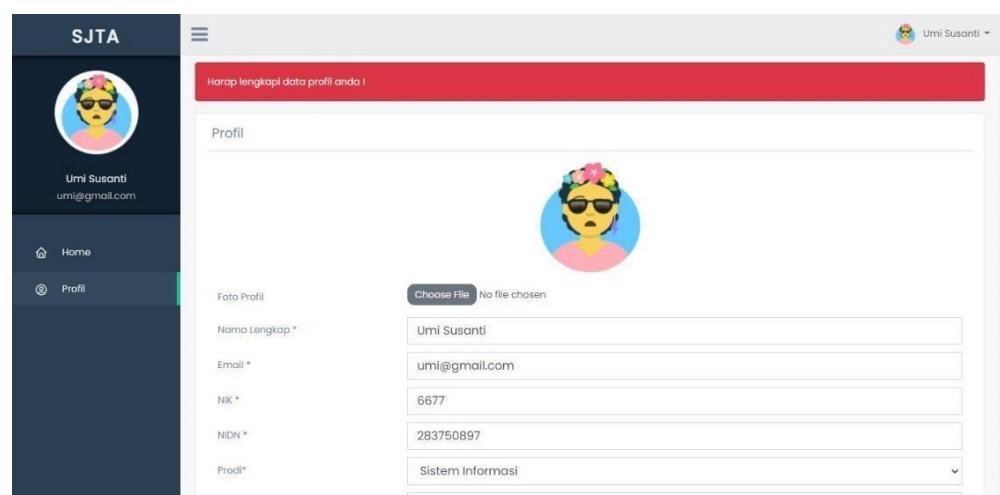 SJTA
Umi Susanti
Harap lengkapi data profil anda !
Umi Susanti
umi@gmail.com
Home
Profil
Profil
Foto Profil
Choose File No file chosen
Nama Lengkap *
Umi Susanti
Email *
umi@gmail.com
NIK *
6677
NIDN *
283750897
Prodi*
Sistem Informasi